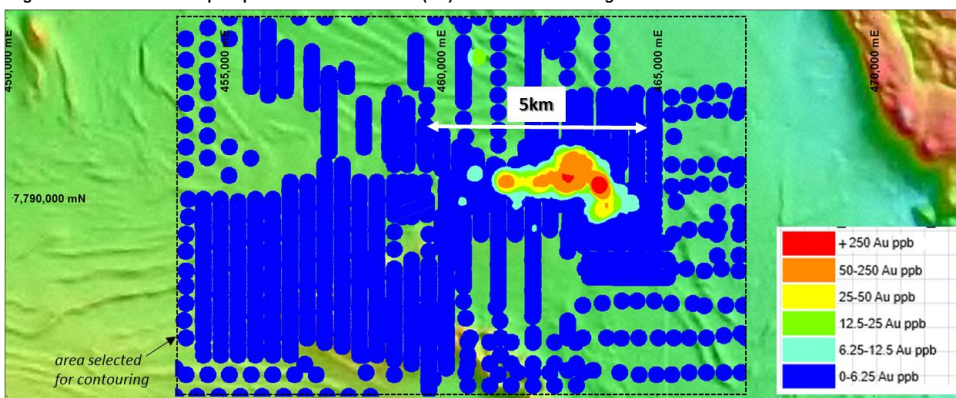 450,000 mE
455,000 mE
460,000 mE
465,000 mE
470,000 mE
5km
7,790,000 mN
+ 250 Au ppb
50-250 Au ppb
25-50 Au ppb
12.5-25 Au ppb
6.25-12.5 Au ppb
0-6.25 Au ppb
area selected
for contouring